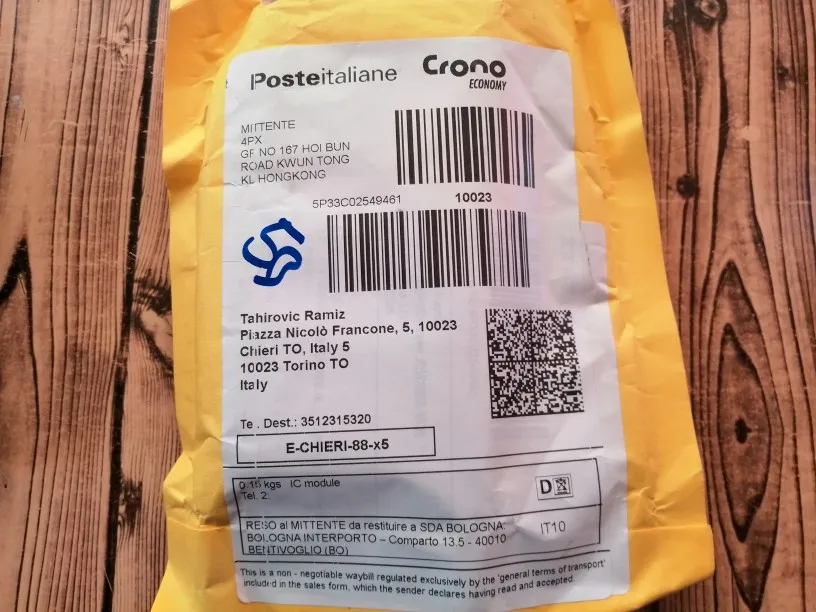 Posteitaliane Crono
ECONOMY
MITTENTE
4PX
GF NO 167 HOI BUN
ROAD KWUN TONG
KL HONGKONG
5P33C02549461 10023
Tahirovic Ramiz
Piazza Nicolò Francone, 5, 10023
Chieri TO, Italy 5
10023 Torino TO
Italy
Te . Dest.: 3512315320
E-CHIERI-88-x5
0.15 kgs IC module
Tel. 2:
D
RESO al MITTENTE da restituire a SDA BOLOGNA:
BOLOGNA INTERPORTO – Comparto 13.5 - 40010
BENTIVOGLIO (BO)
IT10
This is a non - negotiable waybill regulated exclusively by the 'general terms of transport'
included in the sales form, which the sender declares having read and accepted.